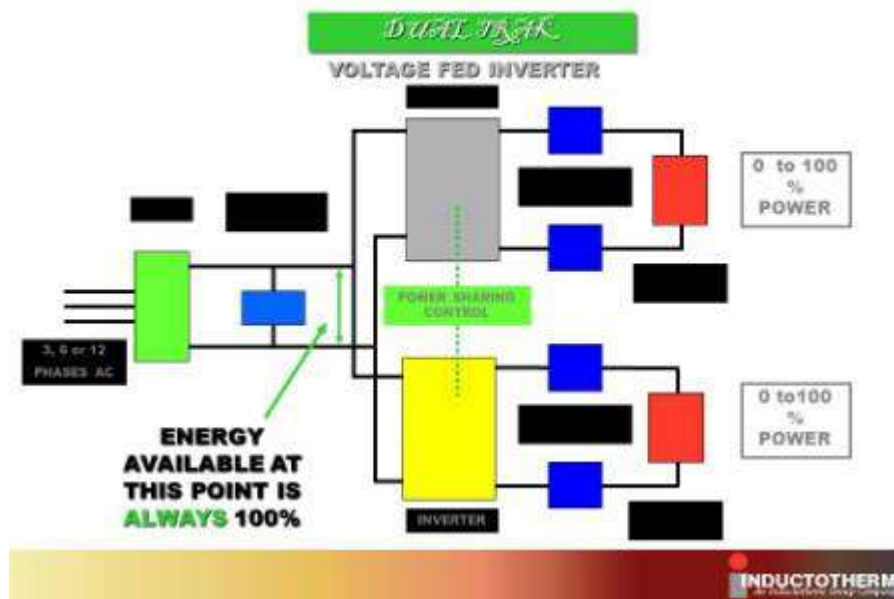 DUAL TRAK
VOLTAGE FED INVERTER
0 to 100
%
POWER
POWER SHARING
CONTROL
3, 6 or 12
PHASES AC
0 to100
%
POWER
ENERGY
AVAILABLE AT
THIS POINT IS
ALWAYS 100%
INVERTER
INDUCTOTHERM